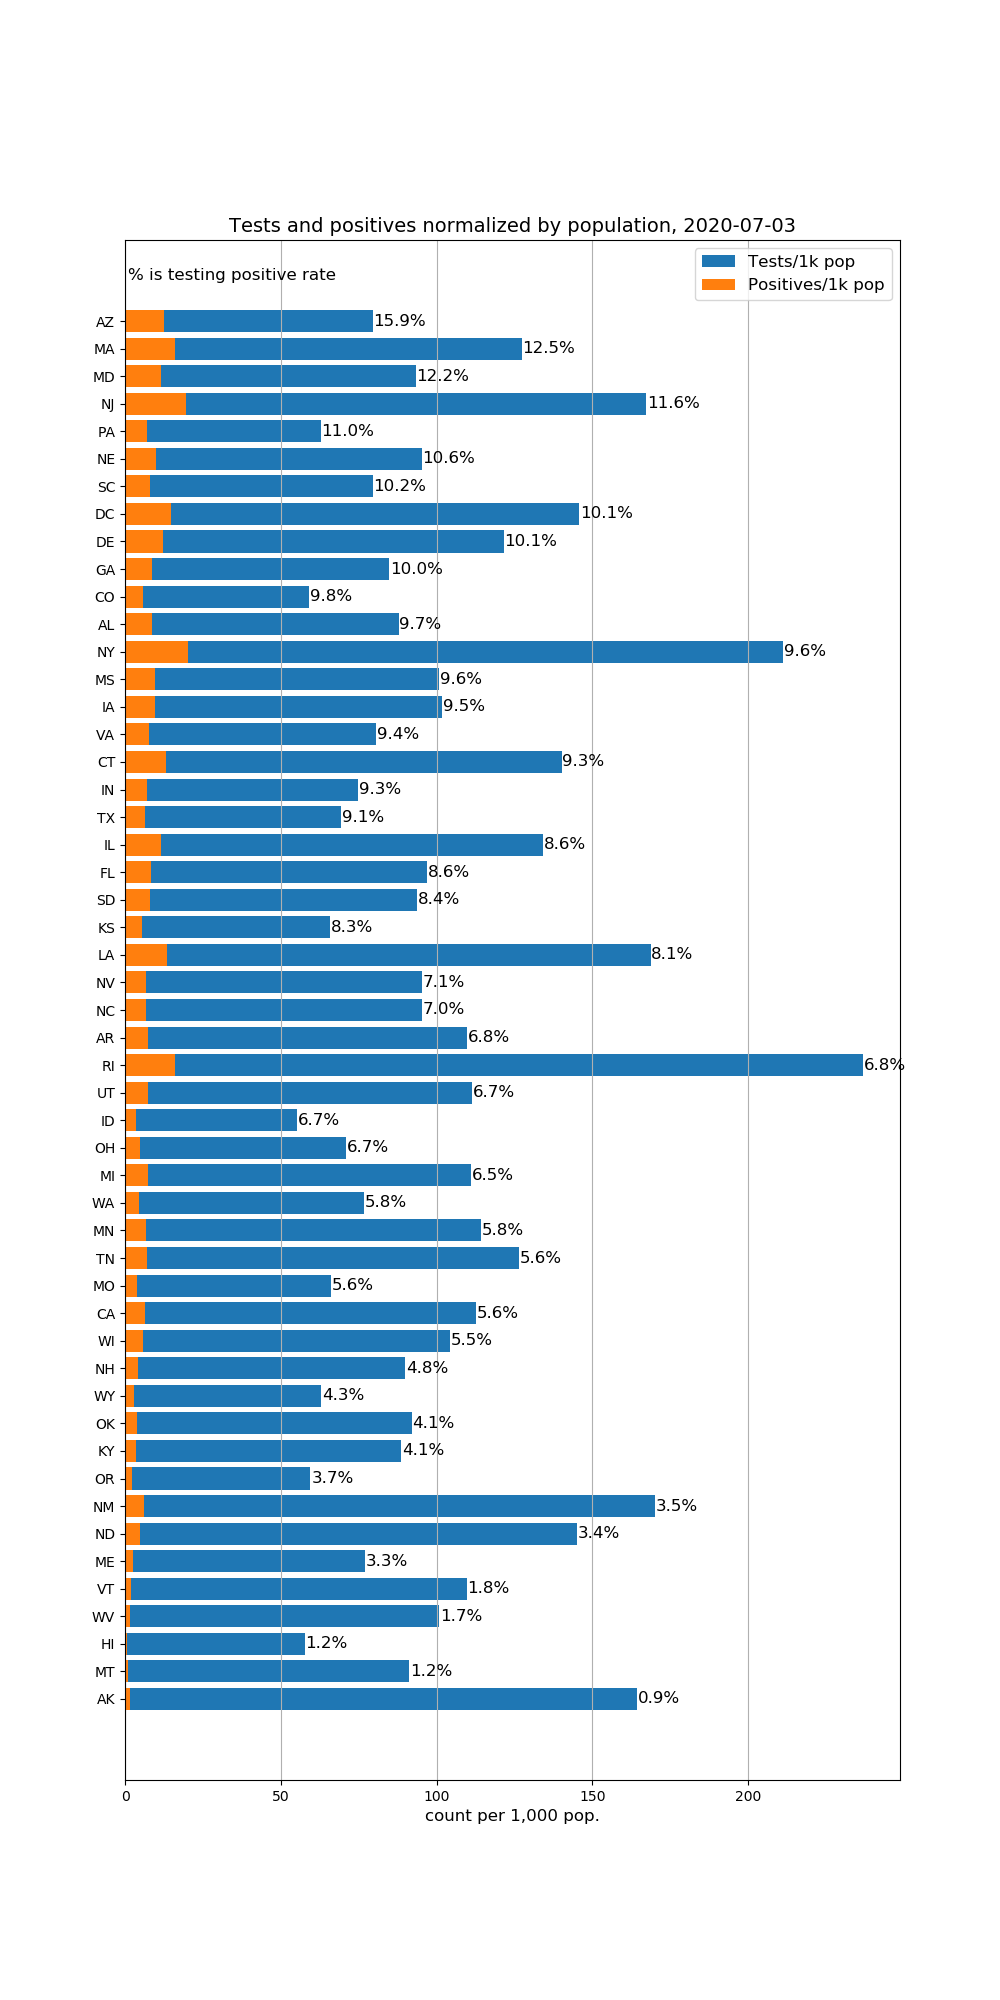 Tests and positives normalized by population, 2020-07-03
% is testing positive rate
Tests/1k pop
Positives/1k pop
AZ 15.9%
MA 12.5%
MD 12.2%
NJ 11.6%
PA 11.0%
NE 10.6%
SC 10.2%
DC 10.1%
DE 10.1%
GA 10.0%
CO 9.8%
AL 9.7%
NY 9.6%
MS 9.6%
IA 9.5%
VA 9.4%
CT 9.3%
IN 9.3%
TX 9.1%
IL 8.6%
FL 8.6%
SD 8.4%
KS 8.3%
LA 8.1%
NV 7.1%
NC 7.0%
AR 6.8%
RI 6.8%
UT 6.7%
ID 6.7%
OH 6.7%
MI 6.5%
WA 5.8%
MN 5.8%
TN 5.6%
MO 5.6%
CA 5.6%
WI 5.5%
NH 4.8%
WY 4.3%
OK 4.1%
KY 4.1%
OR 3.7%
NM 3.5%
ND 3.4%
ME 3.3%
VT 1.8%
WV 1.7%
HI 1.2%
MT 1.2%
AK 0.9%
0 50 100 150 200
count per 1,000 pop.